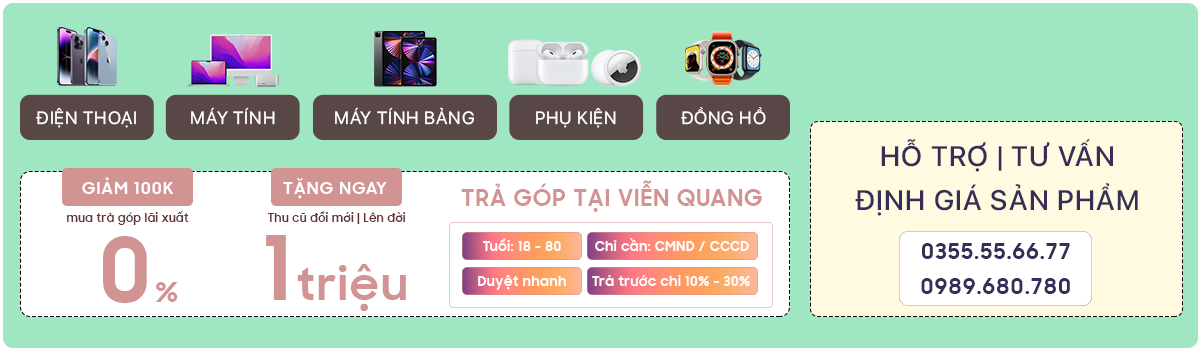 ĐIỆN THOẠI
MÁY TÍNH
MÁY TÍNH BẢNG
PHỤ KIỆN
ĐỒNG HỒ
GIẢM 100K
mua trả góp lãi xuất
0%
TẶNG NGAY
Thu cũ đổi mới | Lên đời
1 triệu
TRẢ GÓP TẠI VIỄN QUANG
Tuổi: 18 - 80
Chỉ cần: CMND / CCCD
Duyệt nhanh
Trả trước chỉ 10% - 30%
HỖ TRỢ | TƯ VẤN
ĐỊNH GIÁ SẢN PHẨM
0355.55.66.77
0989.680.780